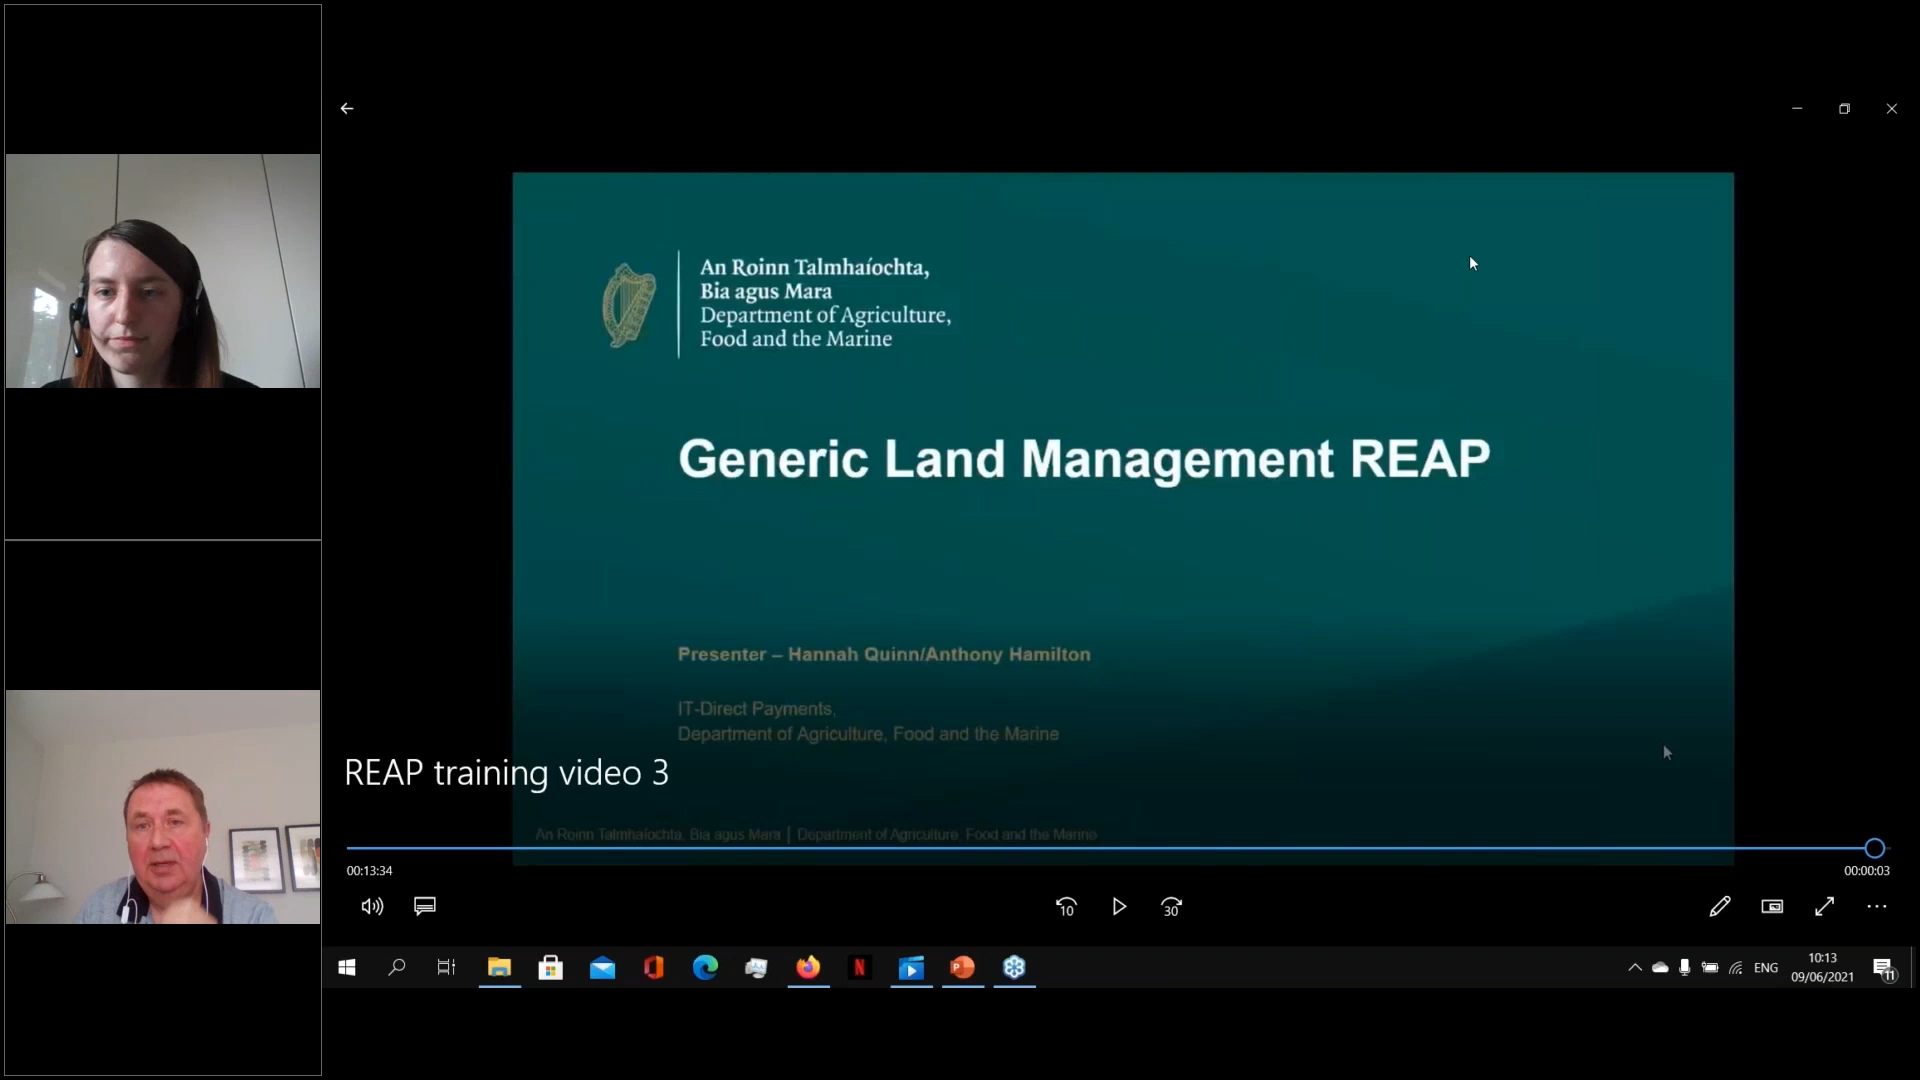 An Roinn Talmhaíochta,
Bia agus Mara
Department of Agriculture,
Food and the Marine
Generic Land Management REAP
Presenter – Hannah Quinn/Anthony Hamilton
IT-Direct Payments,
Department of Agriculture, Food and the Marine
REAP training video 3
An Roinn Talmhaíochta, Bia agus Mara | Department of Agriculture, Food and the Marine
00:13:34
00:00:03
10
30
N
P
ENG
10:13
09/06/2021
11